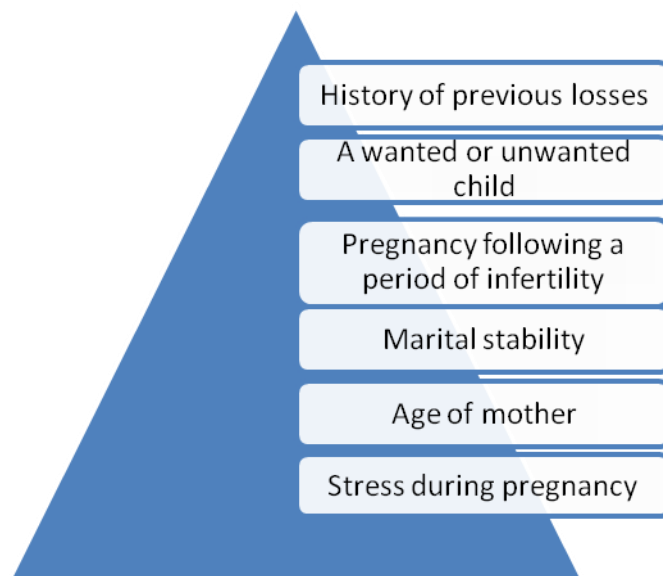 History of previous losses
A wanted or unwanted
child
Pregnancy following a
period of infertility
Marital stability
Age of mother
Stress during pregnancy